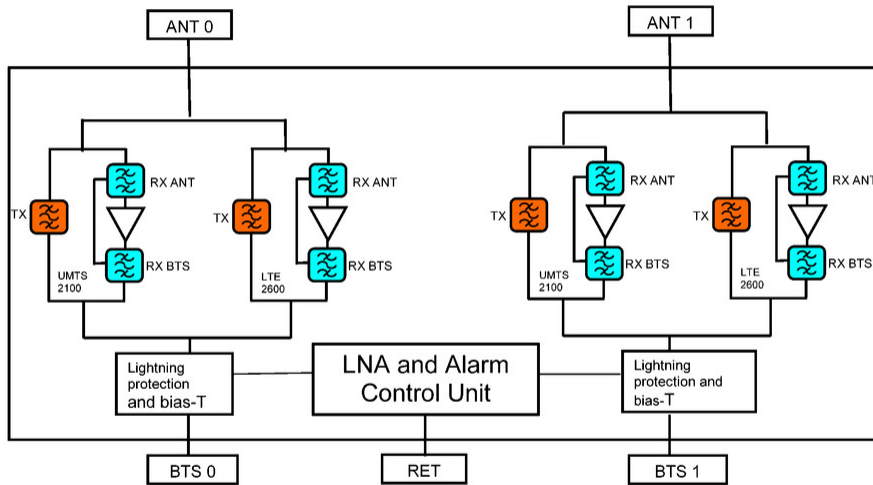 ANT 0
ANT 1
RX ANT
RX ANT
RX ANT
RX ANT
TX
TX
TX
TX
RX BTS
RX BTS
RX BTS
RX BTS
UMTS
2100
LTE
2600
UMTS
2100
LTE
2600
Lightning
protection
and bias-T
LNA and Alarm
Control Unit
Lightning
protection and
bias-T
BTS 0
RET
BTS 1